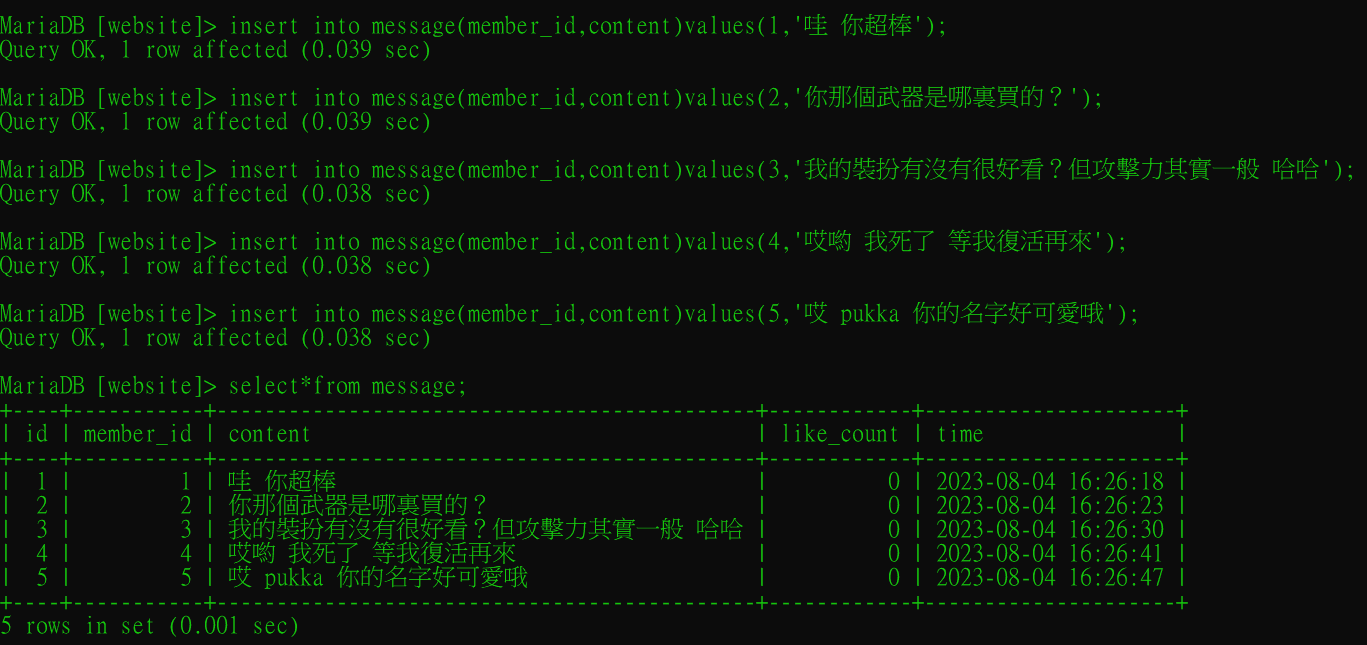 MariaDB [website]> insert into message(member_id,content)values(1,'哇 你超棒');
Query OK, 1 row affected (0.039 sec)
MariaDB [website]> insert into message(member_id,content)values(2,'你那個武器是哪裏買的？');
Query OK, 1 row affected (0.039 sec)
MariaDB [website]> insert into message(member_id,content)values(3,'我的裝扮有沒有很好看？但攻擊力其實一般 哈哈');
Query OK, 1 row affected (0.038 sec)
MariaDB [website]> insert into message(member_id,content)values(4,'哎喲 我死了 等我復活再來');
Query OK, 1 row affected (0.038 sec)
MariaDB [website]> insert into message(member_id,content)values(5,'哎 pukka 你的名字好可愛哦');
Query OK, 1 row affected (0.038 sec)
MariaDB [website]> select*from message;
+----+-----------+----------------------------------------------+------------+---------------------+
| id | member_id | content | like_count | time |
+----+-----------+----------------------------------------------+------------+---------------------+
| 1 | 1 | 哇 你超棒 | 0 | 2023-08-04 16:26:18 |
| 2 | 2 | 你那個武器是哪裏買的？ | 0 | 2023-08-04 16:26:23 |
| 3 | 3 | 我的裝扮有沒有很好看？但攻擊力其實一般 哈哈 | 0 | 2023-08-04 16:26:30 |
| 4 | 4 | 哎喲 我死了 等我復活再來 | 0 | 2023-08-04 16:26:41 |
| 5 | 5 | 哎 pukka 你的名字好可愛哦 | 0 | 2023-08-04 16:26:47 |
+----+-----------+----------------------------------------------+------------+---------------------+
5 rows in set (0.001 sec)